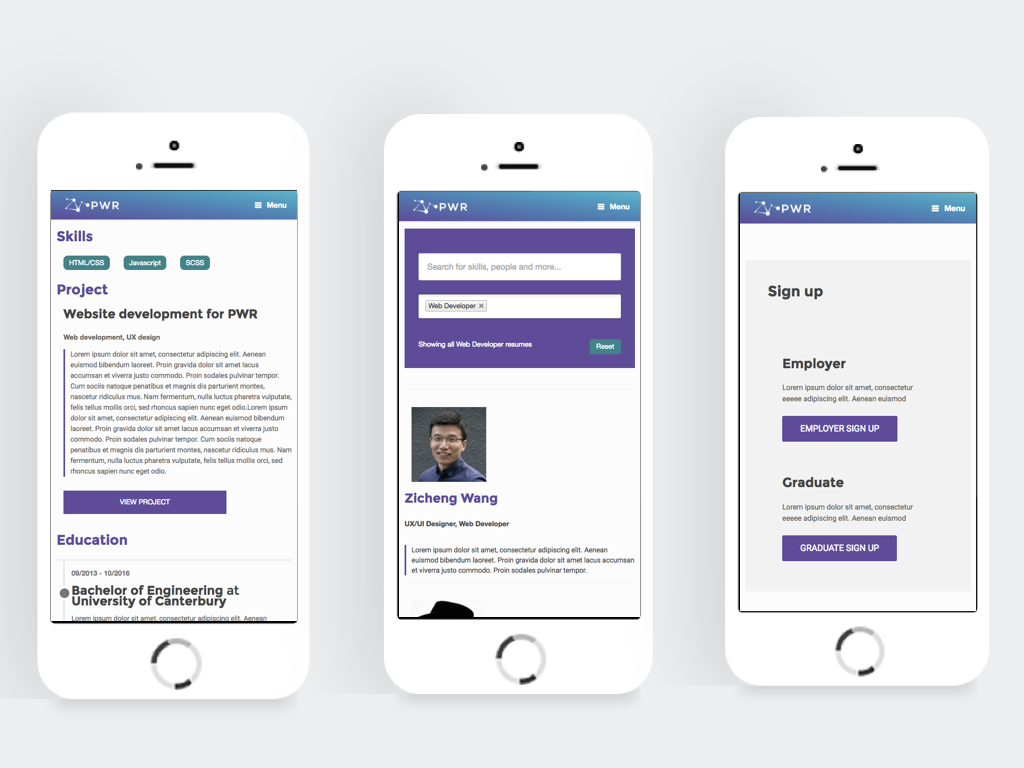 PWR
Menu
Skills
HTML/CSS
Javascript
SCSS
Project
Website development for PWR
Web development, UX design
Lorem ipsum dolor sit amet, consectetur adipiscing elit. Aenean
euismod bibendum laoreet. Proin gravida dolor sit amet lacus
accumsan et viverra justo commodo. Proin sodales pulvinar tempor.
Cum sociis natoque penatibus et magnis dis parturient montes,
nascetur ridiculus mus. Nam fermentum, nulla luctus pharetra vulputate,
felis tellus mollis orci, sed rhoncus sapien nunc eget odio.Lorem ipsum
dolor sit amet, consectetur adipiscing elit. Aenean euismod bibendum
laoreet. Proin gravida dolor sit amet lacus accumsan et viverra justo
commodo. Proin sodales pulvinar tempor. Cum sociis natoque
penatibus et magnis dis parturient montes, nascetur ridiculus mus. Nam
fermentum, nulla luctus pharetra vulputate, felis tellus mollis orci, sed
rhoncus sapien nunc eget odio.
VIEW PROJECT
Education
09/2013 - 10/2016
Bachelor of Engineering at
University of Canterbury
Lorem ipsum dolor sit amet, consectetur adipiscing elit. Aenean
PWR
Menu
Search for skills, people and more...
Web Developer ×
Showing all Web Developer resumes
Reset
Zicheng Wang
UX/UI Designer, Web Developer
Lorem ipsum dolor sit amet, consectetur adipiscing elit. Aenean
euismod bibendum laoreet. Proin gravida dolor sit amet lacus accumsan
et viverra justo commodo. Proin sodales pulvinar tempor.
PWR
Menu
Sign up
Employer
Lorem ipsum dolor sit amet, consectetur
eeeee adipiscing elit. Aenean euismod
EMPLOYER SIGN UP
Graduate
Lorem ipsum dolor sit amet, consectetur
eeeee adipiscing elit. Aenean euismod
GRADUATE SIGN UP